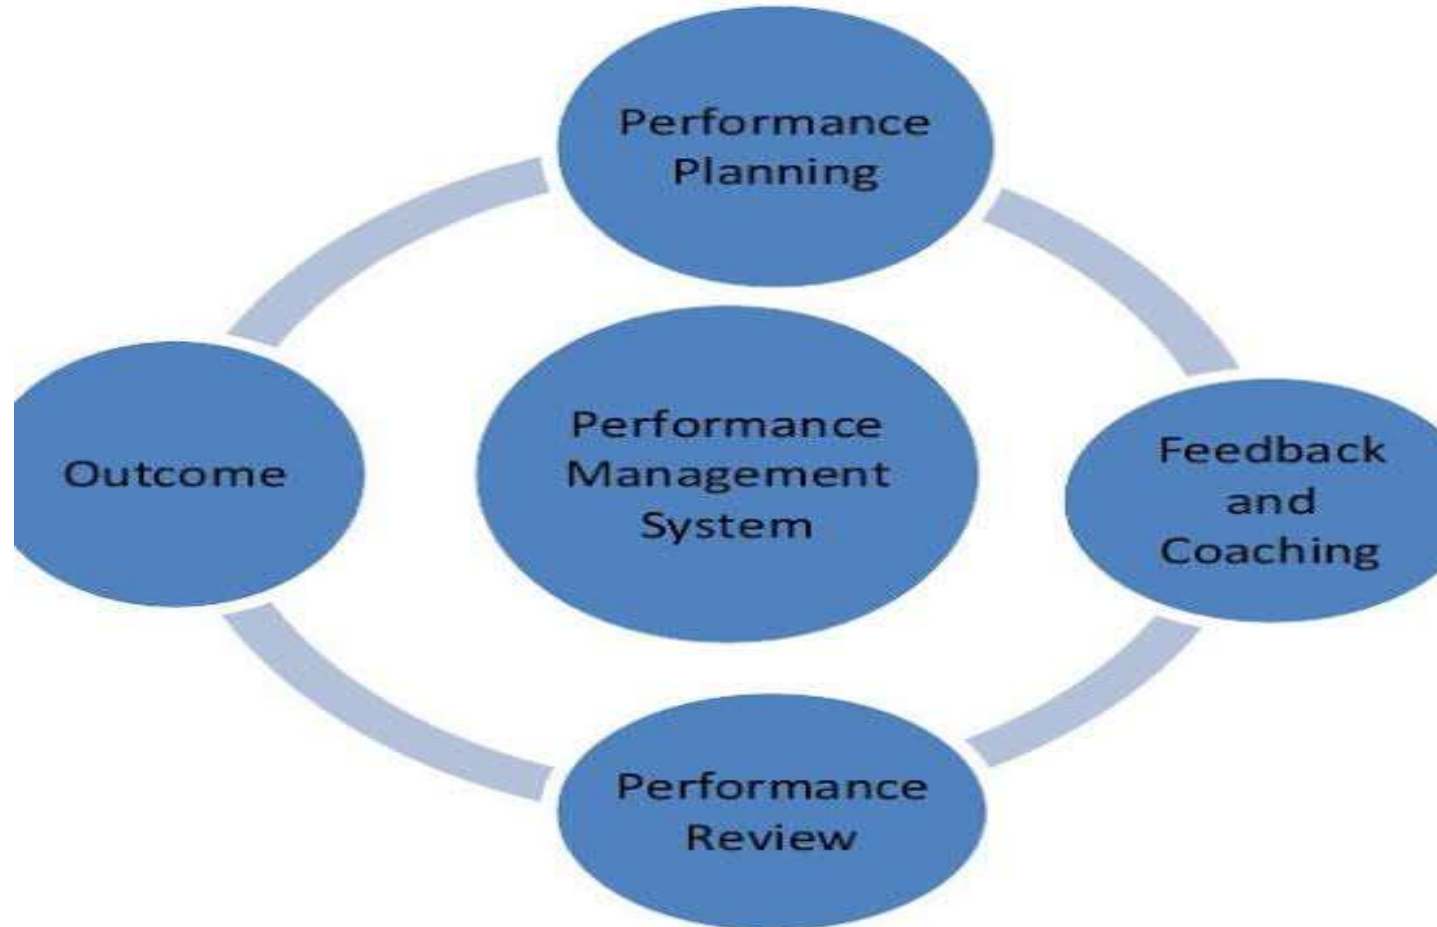 Performance
Planning
Outcome
Performance
Management
System
Feedback
and
Coaching
Performance
Review